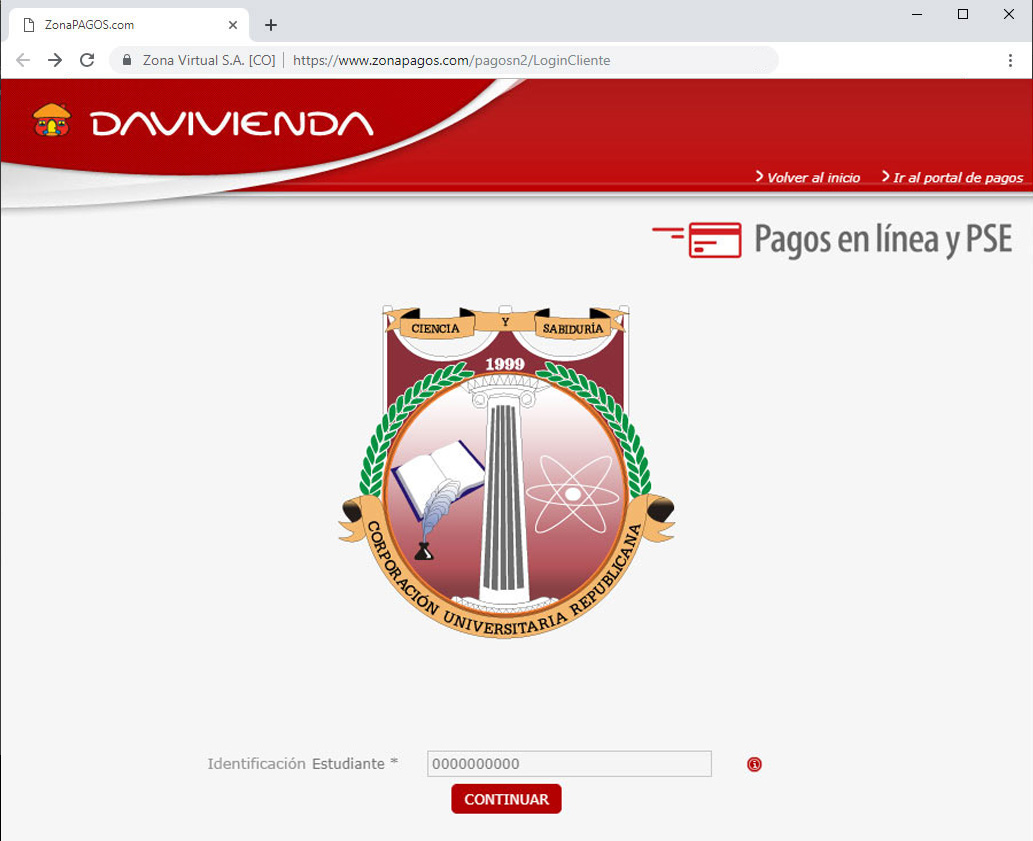 ZonaPAGOS.com
Zona Virtual S.A. [CO] https://www.zonapagos.com/pagosn2/LoginCliente
DAVIVIENDA
Volver al inicio Ir al portal de pagos
Pagos en línea y PSE
CIENCIA Y SABIDURÍA
1999
CORPORACIÓN UNIVERSITARIA REPUBLICANA
Identificación Estudiante * 0000000000
CONTINUAR